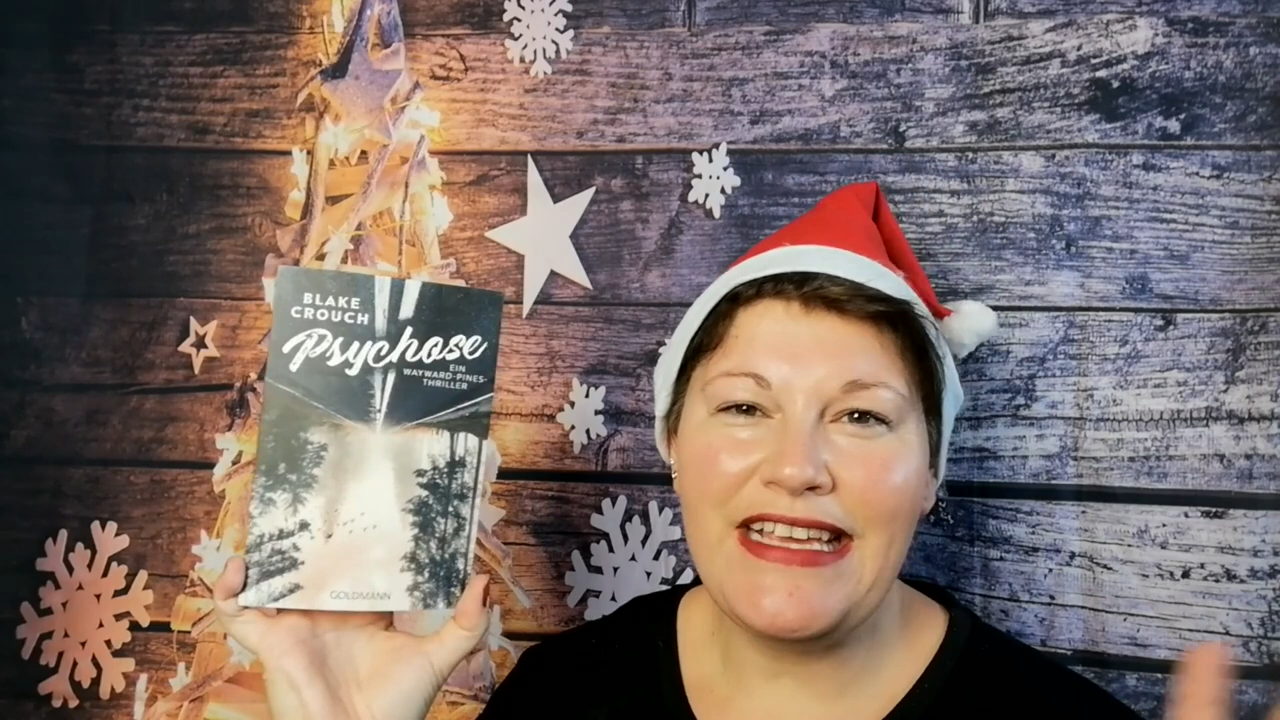 BLAKE
CROUCH
Psychose
EIN
WAYWARD-PINES-
THRILLER
GOLDMANN